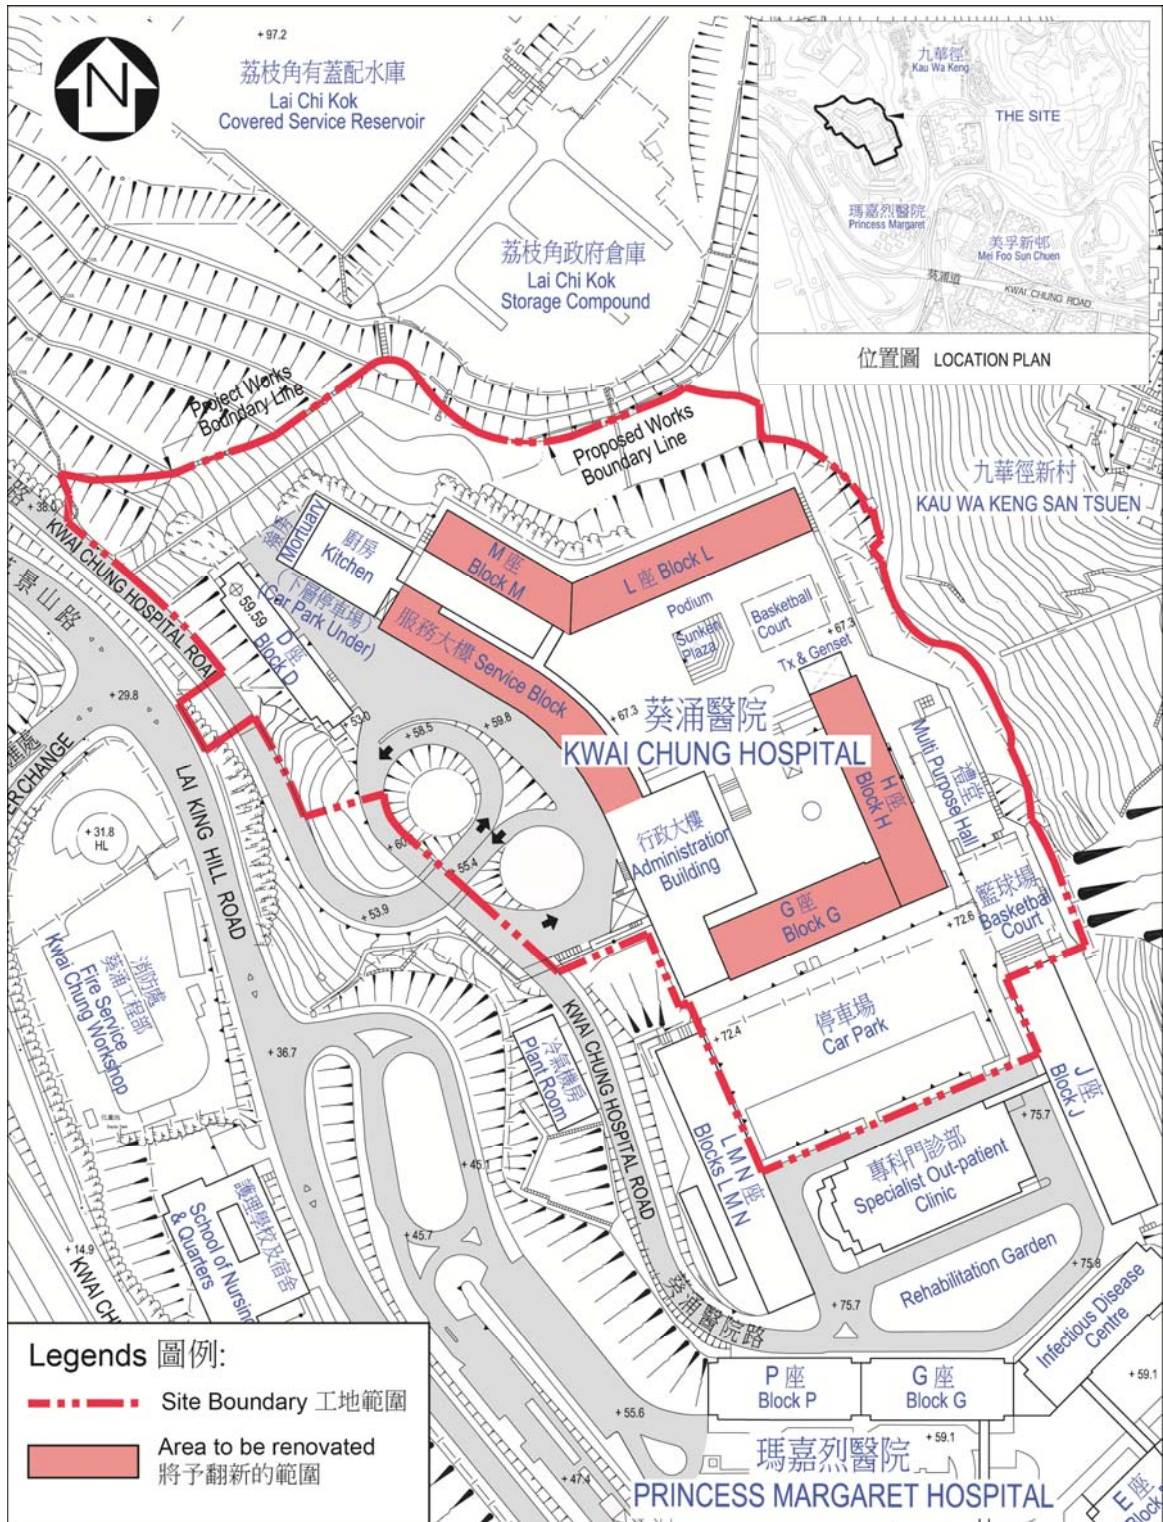 N
+ 97.2
荔枝角有蓋配水庫
Lai Chi Kok
Covered Service Reservoir
荔枝角政府倉庫
Lai Chi Kok
Storage Compound
九華徑
Kau Wa Keng
THE SITE
瑪嘉烈醫院
Princess Margaret
美孚新邨
Mei Foo Sun Chuen
葵涌道
KWAI CHUNG ROAD
位置圖 LOCATION PLAN
Project Works
Boundary Line
Proposed Works
Boundary Line
九華徑新村
KAU WA KENG SAN TSUEN
路
+ 38.0
KWAI CHUNG HOSPITAL ROAD
景山路
+ 29.8
Mortuary
廚房
Kitchen
(下層停車場)
(Car Park Under)
59.59
D座
Block D
M 座
Block M
L 座 Block L
服務大樓 Service Block
Podium
Sunken
Plaza
Basketball
Court
+67.3
Tx & Genset
+ 53.0
+ 58.5
+ 59.8
+ 67.3
葵涌醫院
KWAI CHUNG HOSPITAL
H 座
Block H
禮堂
Multi Purpose Hall
行政大樓
Administration
Building
+ 60
+ 55.4
+ 53.9
G 座
Block G
+ 72.6
籃球場
Basketball
Court
ERCHANGE
+ 31.8
HL
LAI KING HILL ROAD
消防處
葵涌工程部
Fire Service
Kwai Chung Workshop
+ 36.7
冷氣機房
Plant Room
KWAI CHUNG HOSPITAL ROAD
+ 72.4
停車場
Car Park
L M N 座
Blocks L M N
J 座
Block J
+ 75.7
專科門診部
Specialist Out-patient
Clinic
+ 45.1
+ 45.7
護理學校及宿舍
School of Nursing
& Quarters
+ 14.9
KWAI CHU
葵涌醫院路
+ 75.7
Rehabilitation Garden
+ 75.8
Infectious Disease
Centre
P 座
Block P
G 座
Block G
+ 59.1
+ 55.6
+ 59.1
+ 47.4
瑪嘉烈醫院
PRINCESS MARGARET HOSPITAL
E 座
Block
Legends 圖例:
Site Boundary 工地範圍
Area to be renovated
將予翻新的範圍